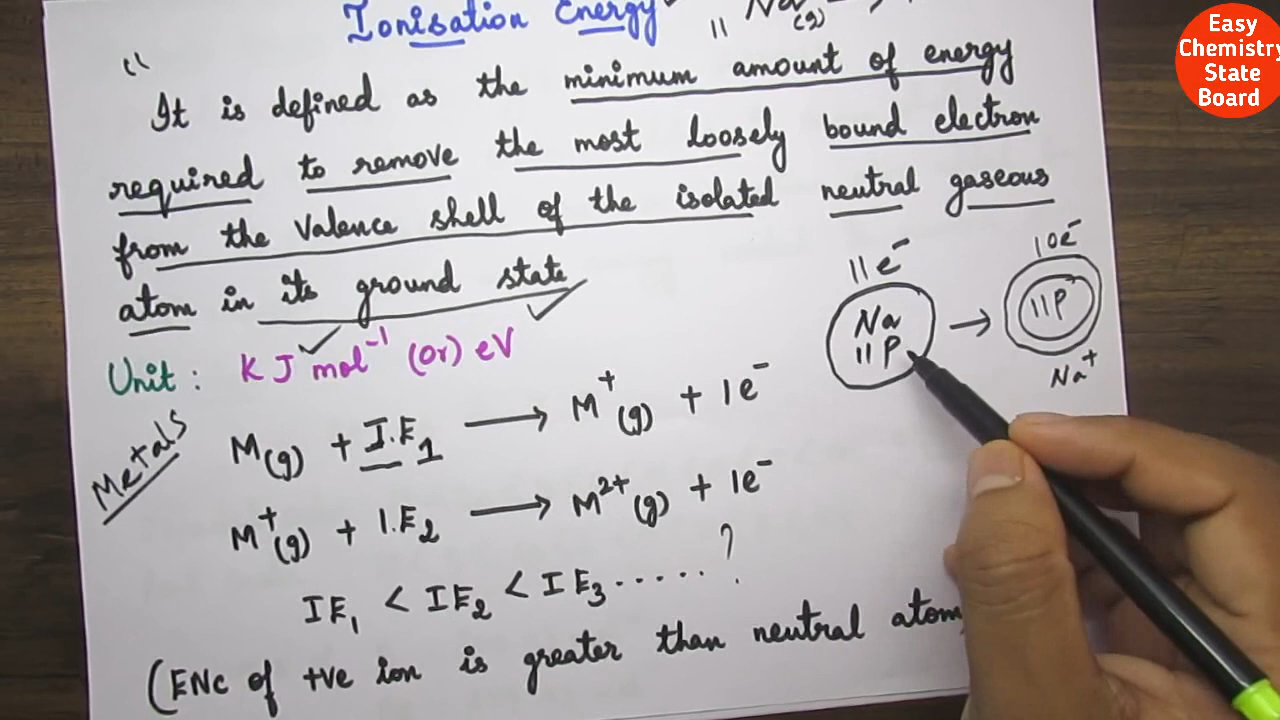 Ionisation Energy
Na(g)
"
It is defined as the minimum amount of energy
required to remove the most loosely bound electron
from the valence shell of the isolated neutral gaseous
atom in its ground state
Unit : KJ mol⁻¹ (Or) eV
11e⁻
Na
11P
→
10e⁻
11P
Na⁺
Metals
M(g) + I.E₁ → M⁺(g) + 1e⁻
M⁺(g) + I.E₂ → M²⁺(g) + 1e⁻
IE₁ < IE₂ < IE₃ ...... ?
(ENC of +ve ion is greater than neutral atom
Easy
Chemistry
State
Board